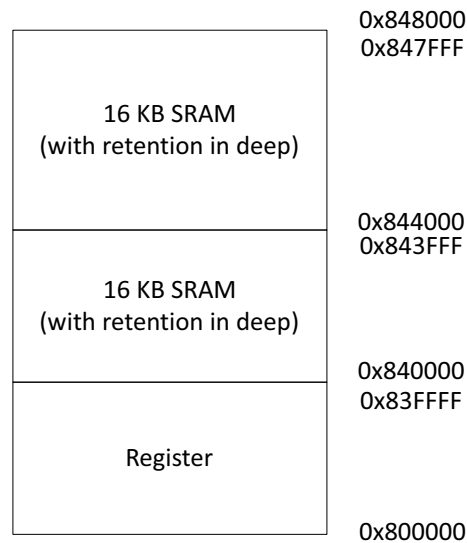 0x848000
0x847FFF
16 KB SRAM
(with retention in deep)
0x844000
0x843FFF
16 KB SRAM
(with retention in deep)
0x840000
0x83FFFF
Register
0x800000